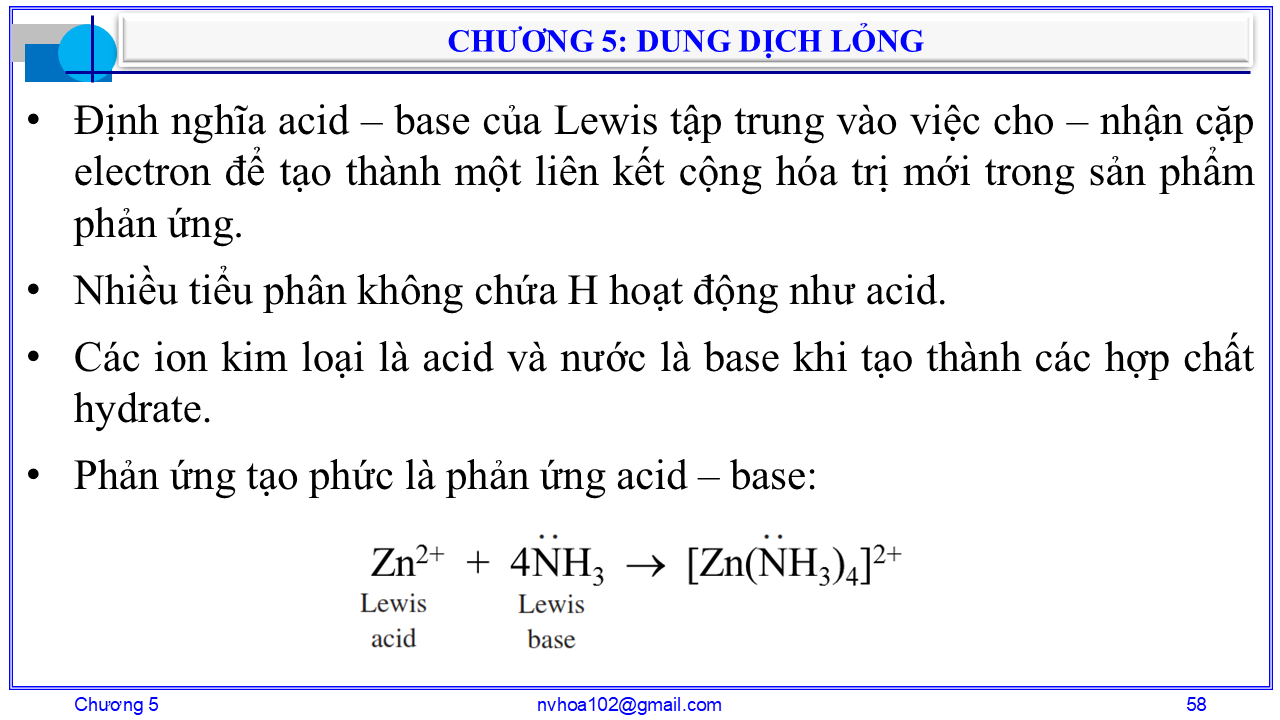 CHƯƠNG 5: DUNG DỊCH LỎNG
• Định nghĩa acid – base của Lewis tập trung vào việc cho – nhận cặp
electron để tạo thành một liên kết cộng hóa trị mới trong sản phẩm
phản ứng.
• Nhiều tiểu phân không chứa H hoạt động như acid.
• Các ion kim loại là acid và nước là base khi tạo thành các hợp chất
hydrate.
• Phản ứng tạo phức là phản ứng acid – base:
Zn²⁺ + 4N̈H₃ → [Zn(N̈H₃)₄]²⁺
Lewis Lewis
acid base
Chương 5 nvhoa102@gmail.com 58